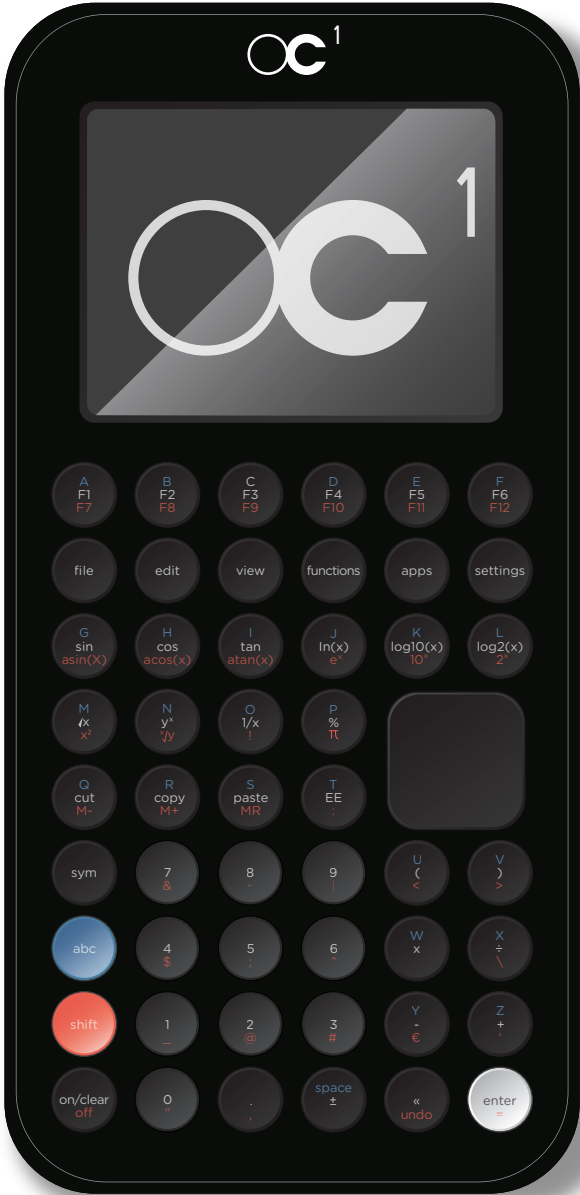 OC 1
OC 1
A B C D E F
F1 F2 F3 F4 F5 F6
F7 F8 F9 F10 F11 F12
file edit view functions apps settings
G H I J K L
sin cos tan ln(x) log10(x) log2(x)
asin(X) acos(x) atan(x) eˣ 10ˣ 2ˣ
M N O P
√x yˣ 1/x %
x² ˣ√y ! π
Q R S T
cut copy paste EE
M- M+ MR :
U V
sym 7 8 9 ( )
& - | < >
W X
abc 4 5 6 x ÷
$ ; ^ \
Y Z
shift 1 2 3 - +
_ @ # € '
space
on/clear 0 . ± « enter
off " , undo =